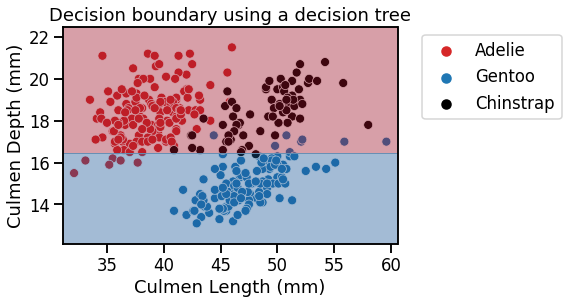 Decision boundary using a decision tree
22
20
18
16
14
Culmen Depth (mm)
35
40
45
50
55
60
Culmen Length (mm)
Adelie
Gentoo
Chinstrap